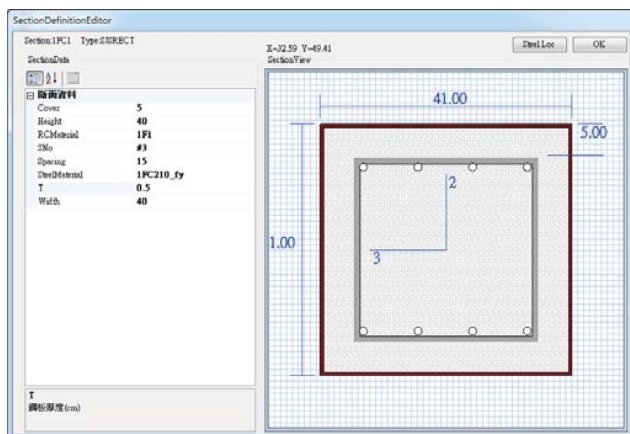 SectionDefinitionEditor
Section:1FC1 Type:SXSRECT
X=32.59 Y=49.41
Steel Loc
OK
SectionData
SectionView
斷面資料
Cover 5
Height 40
RCMaterial 1F1
SNo #3
Spacing 15
SteelMaterial 1FC210_fy
T 0.5
Width 40
T
鋼板厚度(cm)
41.00
5.00
2
1.00
3